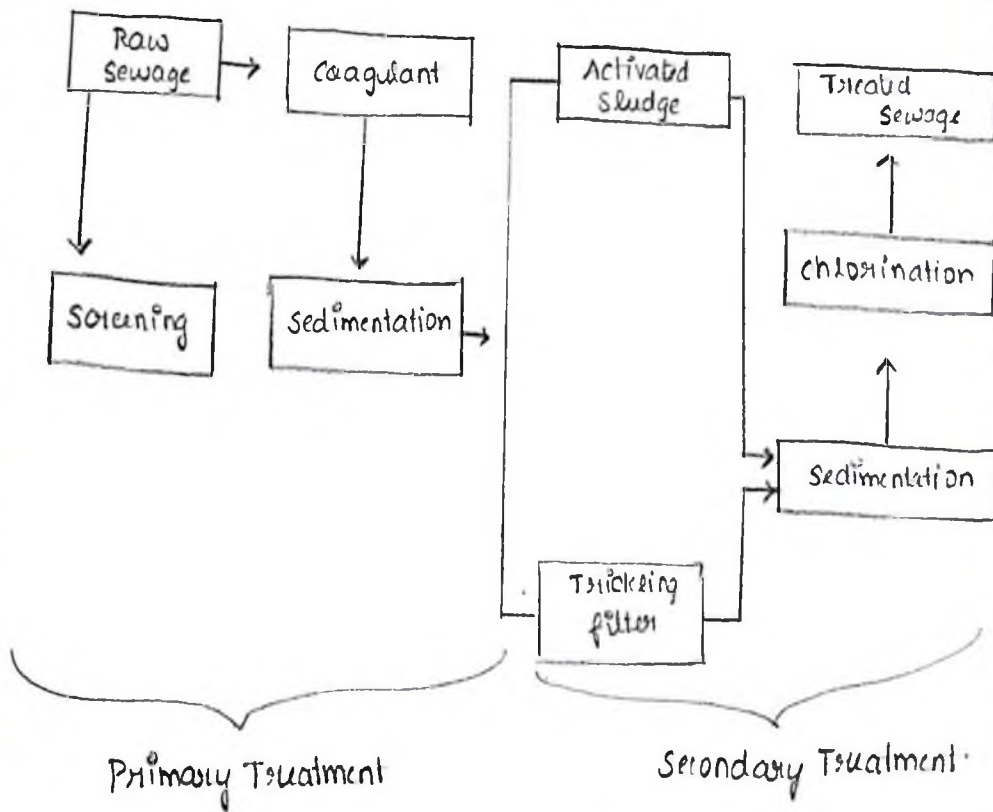 Raw
Sewage
Coagulant
Screening
Sedimentation
Activated
Sludge
Trickling
filter
Treated
Sewage
Chlorination
Sedimentation
Primary Treatment
Secondary Treatment.